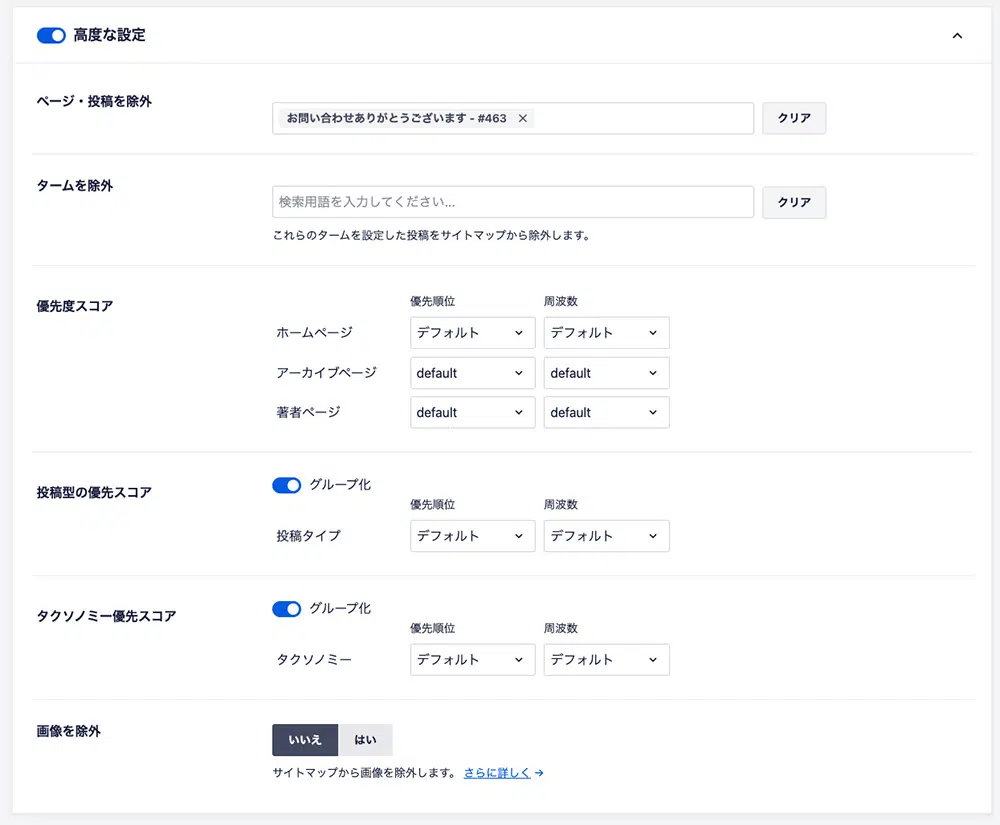 高度な設定
ページ・投稿を除外
お問い合わせありがとうございます - #463 ×
クリア
タームを除外
検索用語を入力してください...
クリア
これらのタームを設定した投稿をサイトマップから除外します。
優先度スコア
優先順位 周波数
ホームページ デフォルト デフォルト
アーカイブページ default default
著者ページ default default
投稿型の優先スコア
グループ化
優先順位 周波数
投稿タイプ デフォルト デフォルト
タクソノミー優先スコア
グループ化
優先順位 周波数
タクソノミー デフォルト デフォルト
画像を除外
いいえ はい
サイトマップから画像を除外します。 さらに詳しく →